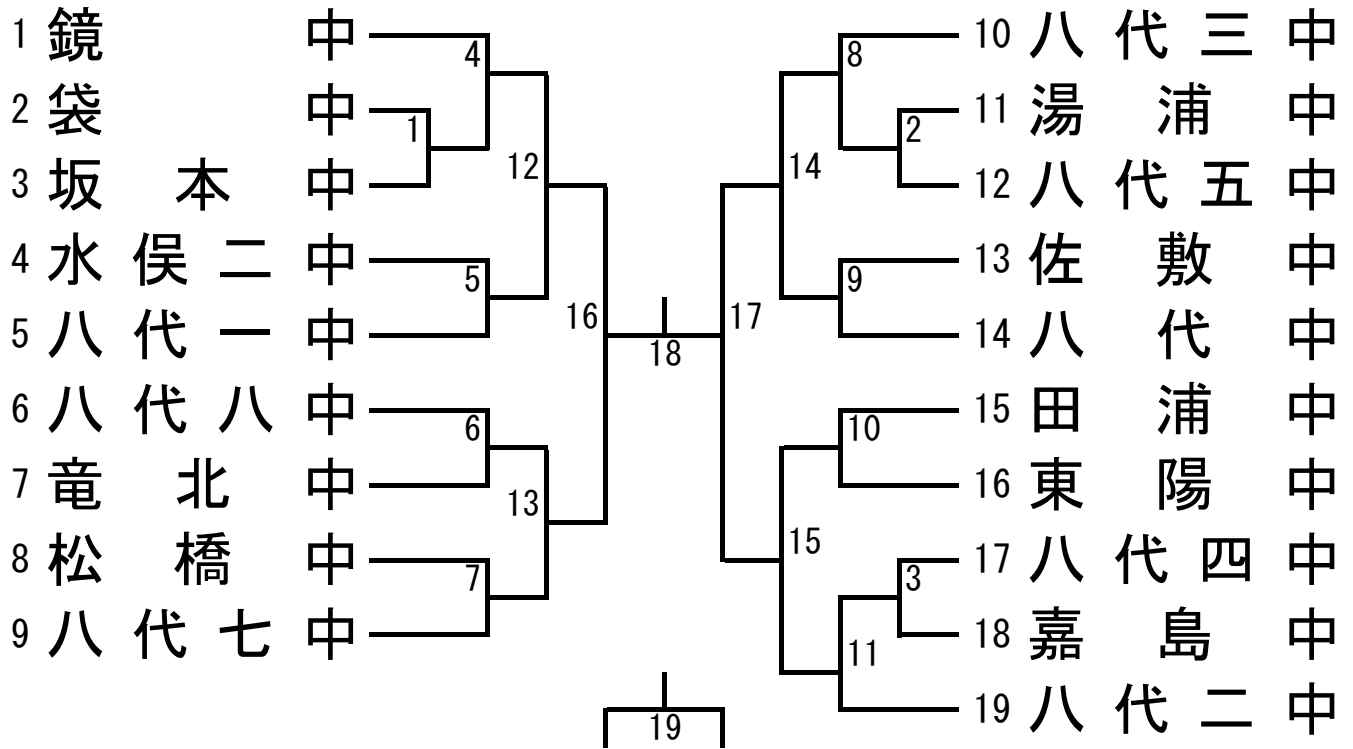 1 鏡 中
2 袋 中
3 坂 本 中
4 水 俣 二 中
5 八 代 一 中
6 八 代 八 中
7 竜 北 中
8 松 橋 中
9 八 代 七 中
4
1
12
5
16
6
13
7
18
19
8
2
14
9
17
10
15
3
11
10 八 代 三 中
11 湯 浦 中
12 八 代 五 中
13 佐 敷 中
14 八 代 中
15 田 浦 中
16 東 陽 中
17 八 代 四 中
18 嘉 島 中
19 八 代 二 中